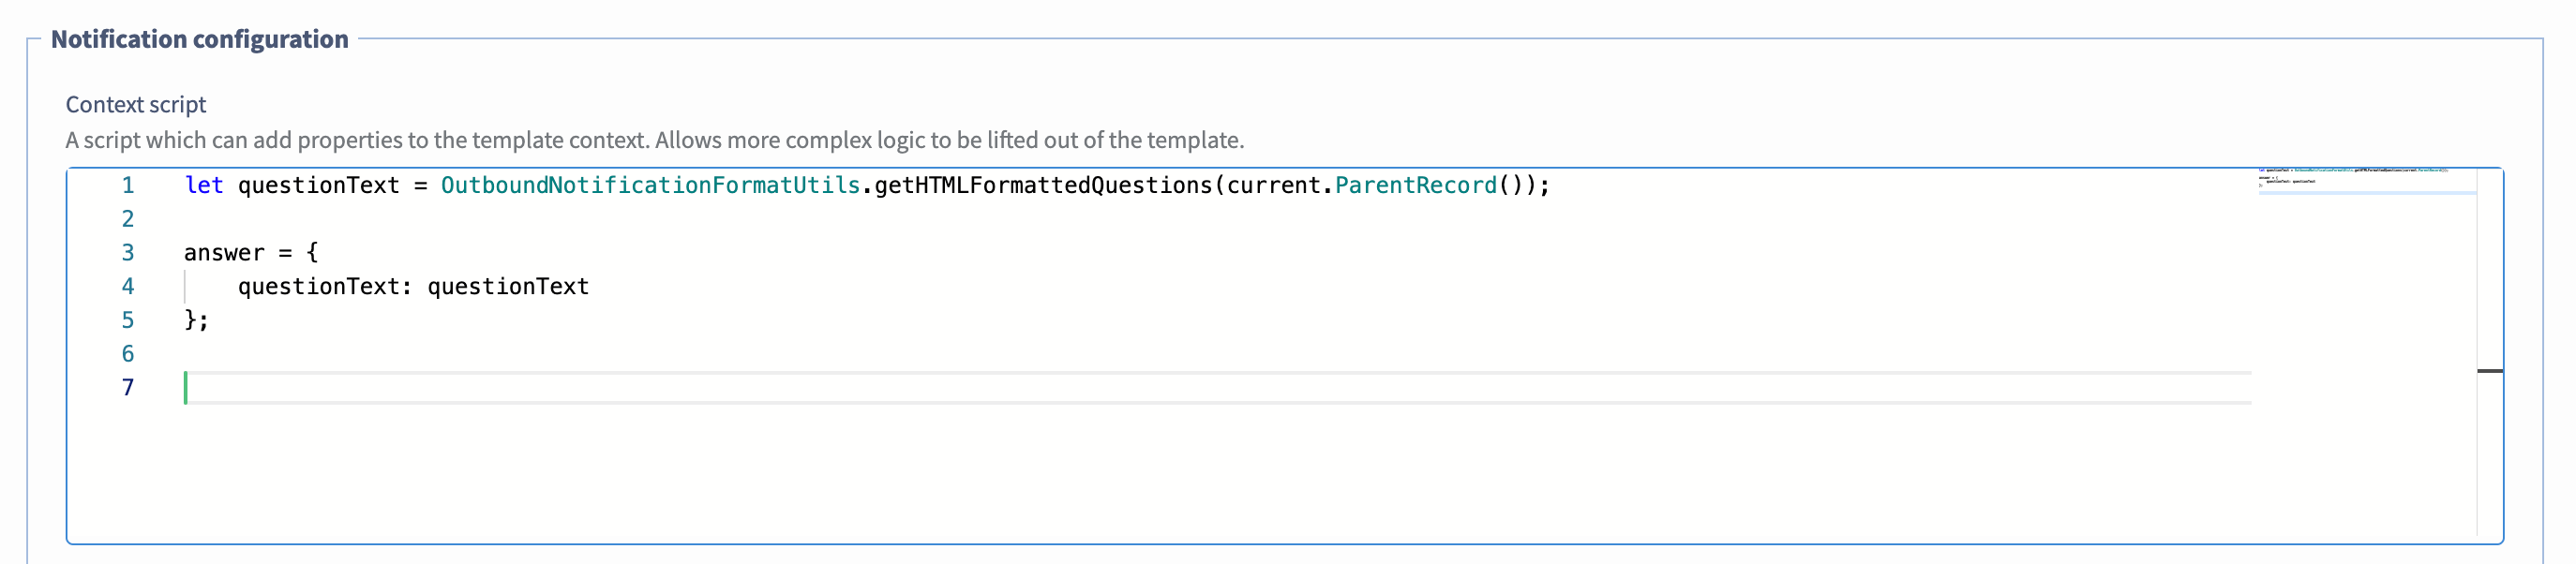 Notification configuration
Context script
A script which can add properties to the template context. Allows more complex logic to be lifted out of the template.
1 let questionText = OutboundNotificationFormatUtils.getHTMLFormattedQuestions(current.ParentRecord());
2
3 answer = {
4 questionText: questionText
5 };
6
7